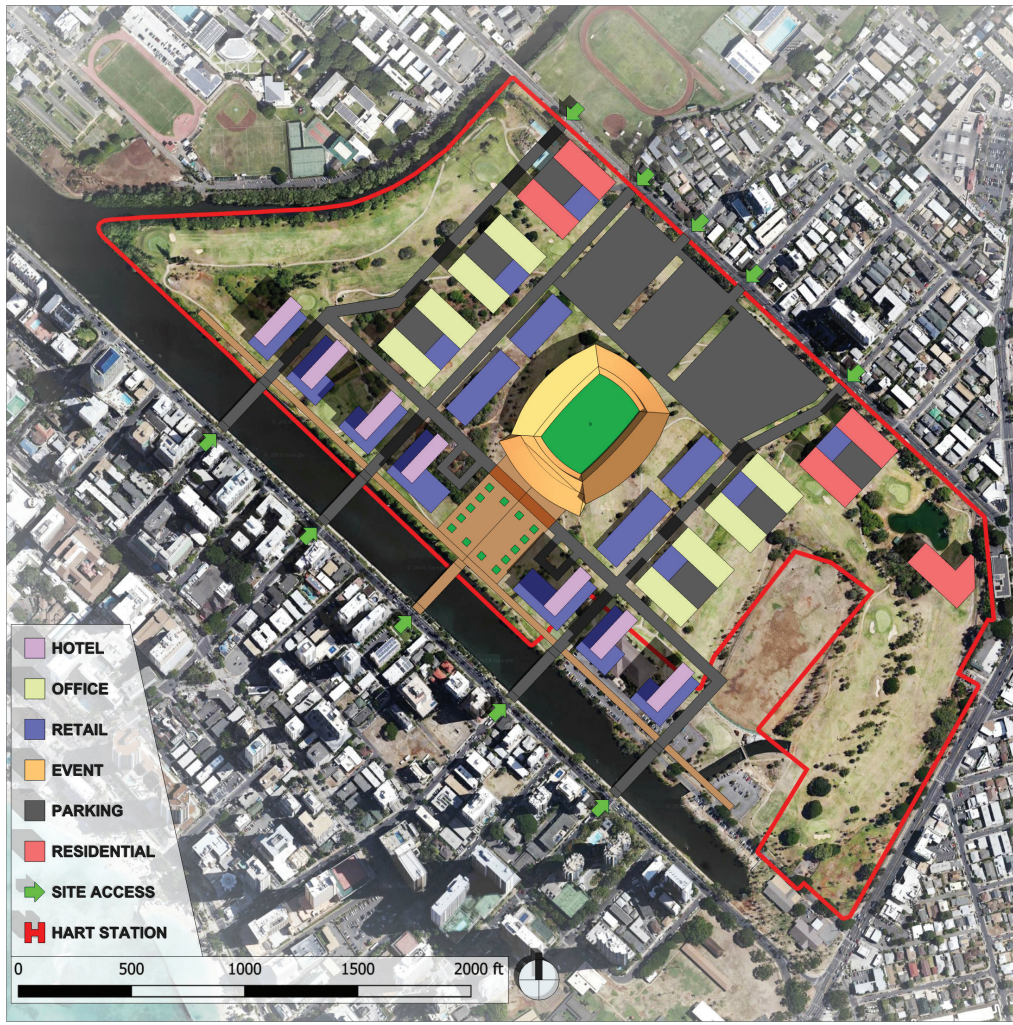 HOTEL
OFFICE
RETAIL
EVENT
PARKING
RESIDENTIAL
SITE ACCESS
HART STATION
0 500 1000 1500 2000 ft